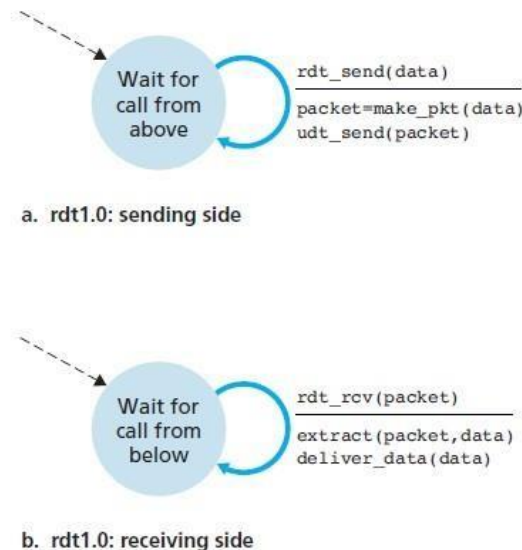 Wait for
call from
above
rdt_send(data)
packet=make_pkt(data)
udt_send(packet)
a. rdt1.0: sending side
Wait for
call from
below
rdt_rcv(packet)
extract(packet,data)
deliver_data(data)
b. rdt1.0: receiving side